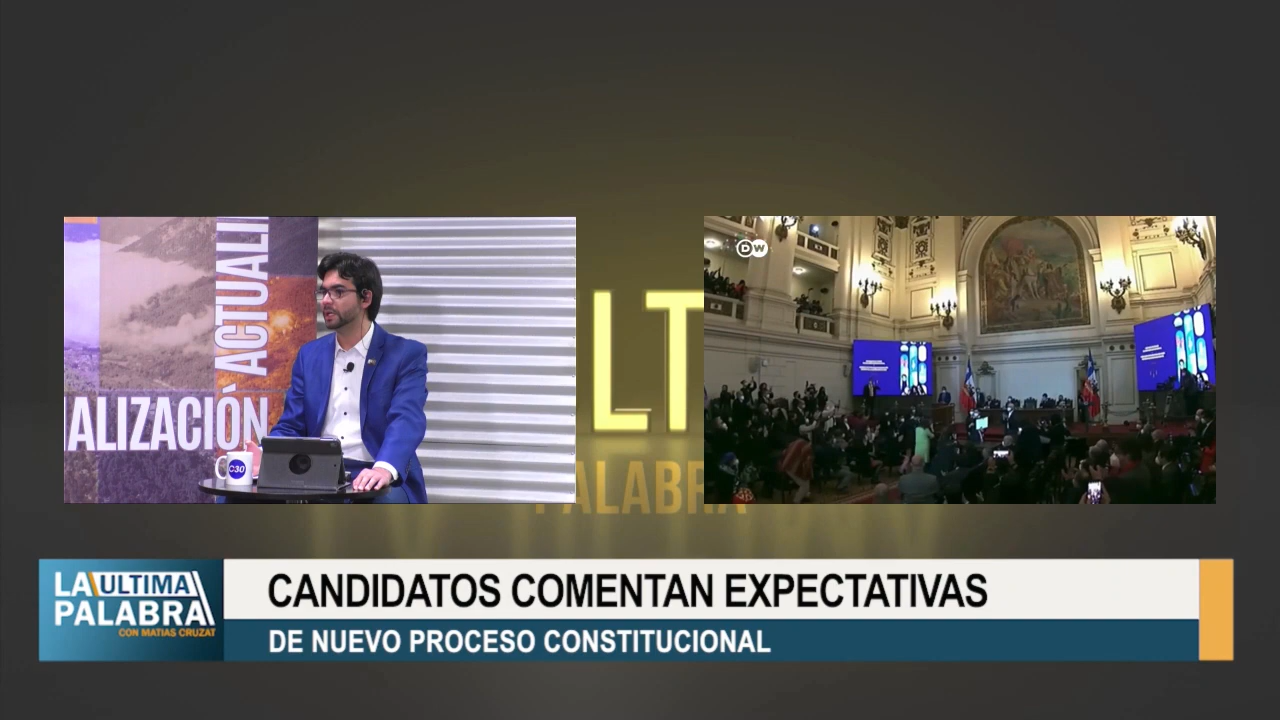 ACTUALI
ALIZACIÓN
C30
DW
LT
PALABRA
LA ULTIMA
PALABRA
CON MATIAS CRUZAT
CANDIDATOS COMENTAN EXPECTATIVAS
DE NUEVO PROCESO CONSTITUCIONAL